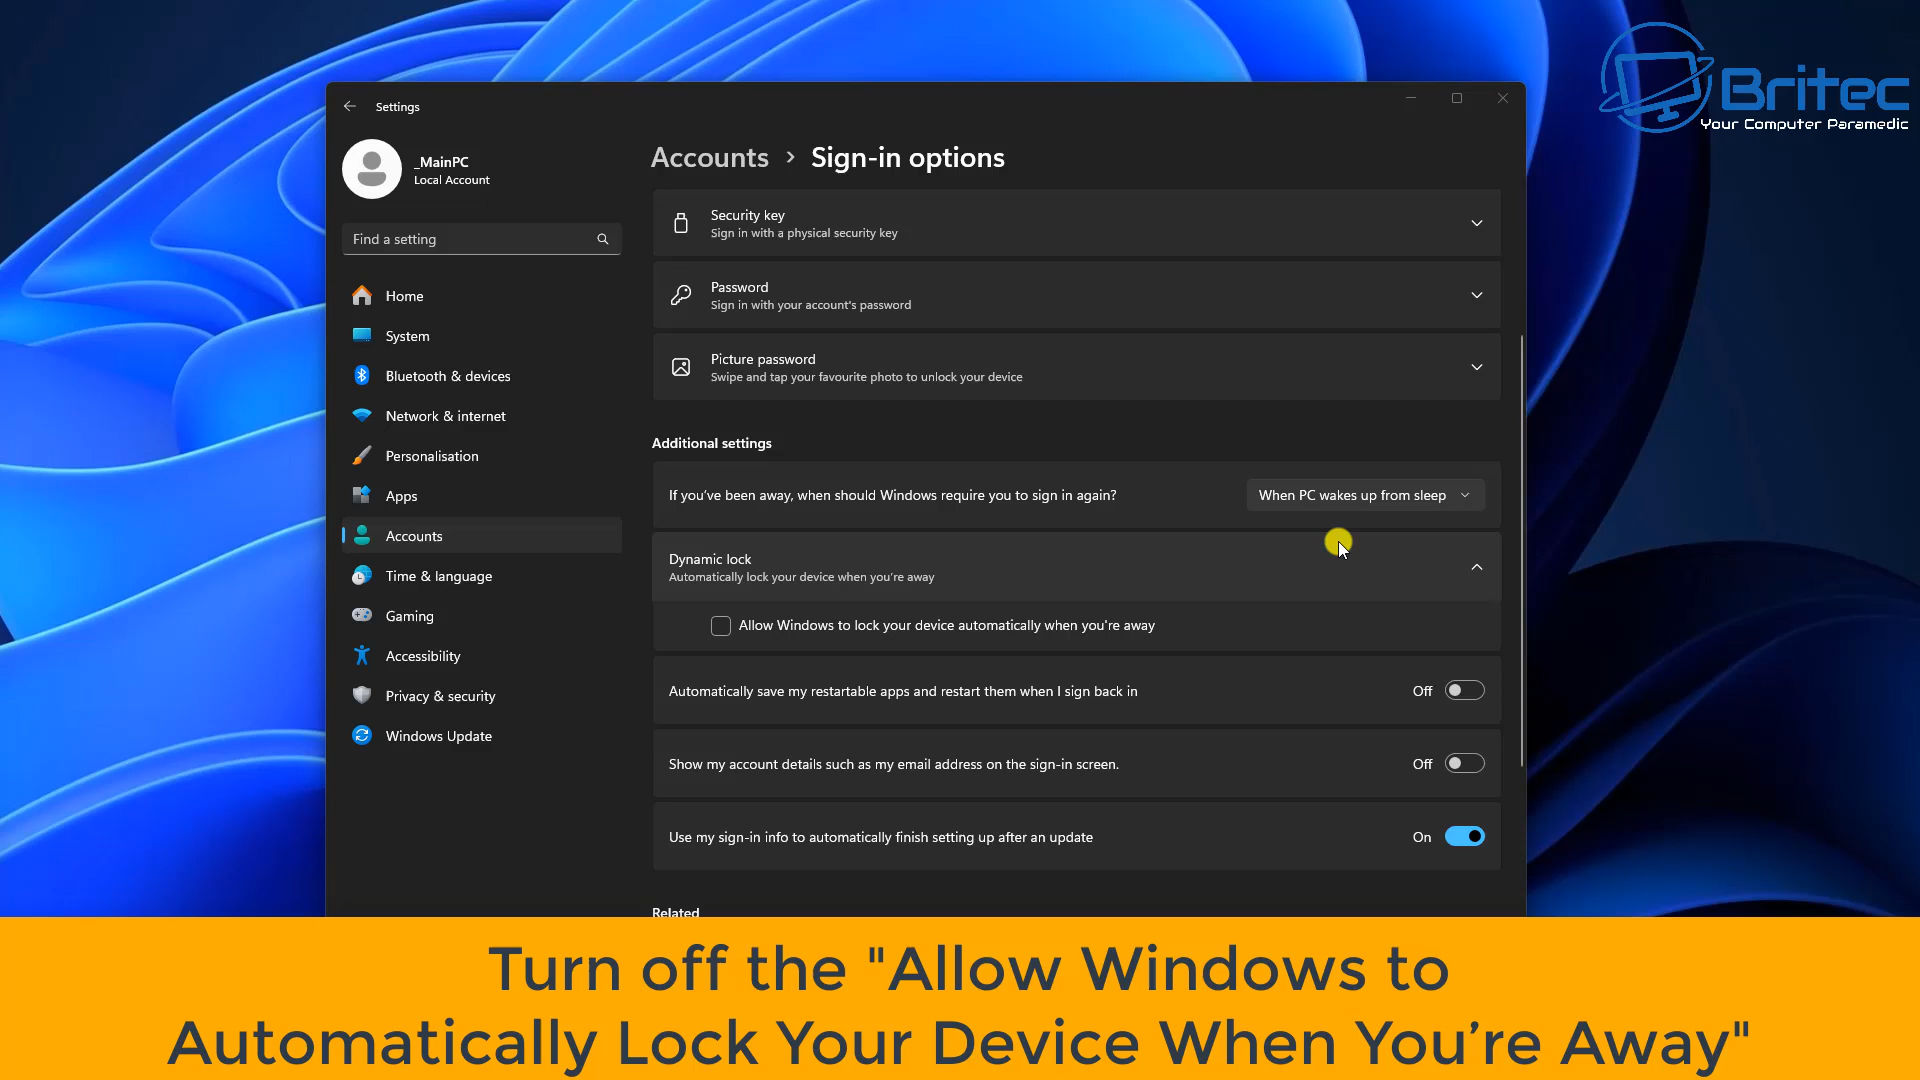 Britec
Your Computer Paramedic
Settings
_MainPC
Local Account
Find a setting
Home
System
Bluetooth & devices
Network & internet
Personalisation
Apps
Accounts
Time & language
Gaming
Accessibility
Privacy & security
Windows Update
Accounts > Sign-in options
Security key
Sign in with a physical security key
Password
Sign in with your account's password
Picture password
Swipe and tap your favourite photo to unlock your device
Additional settings
If you've been away, when should Windows require you to sign in again? When PC wakes up from sleep
Dynamic lock
Automatically lock your device when you're away
Allow Windows to lock your device automatically when you're away
Automatically save my restartable apps and restart them when I sign back in Off
Show my account details such as my email address on the sign-in screen. Off
Use my sign-in info to automatically finish setting up after an update On
Related
Turn off the "Allow Windows to
Automatically Lock Your Device When You’re Away"